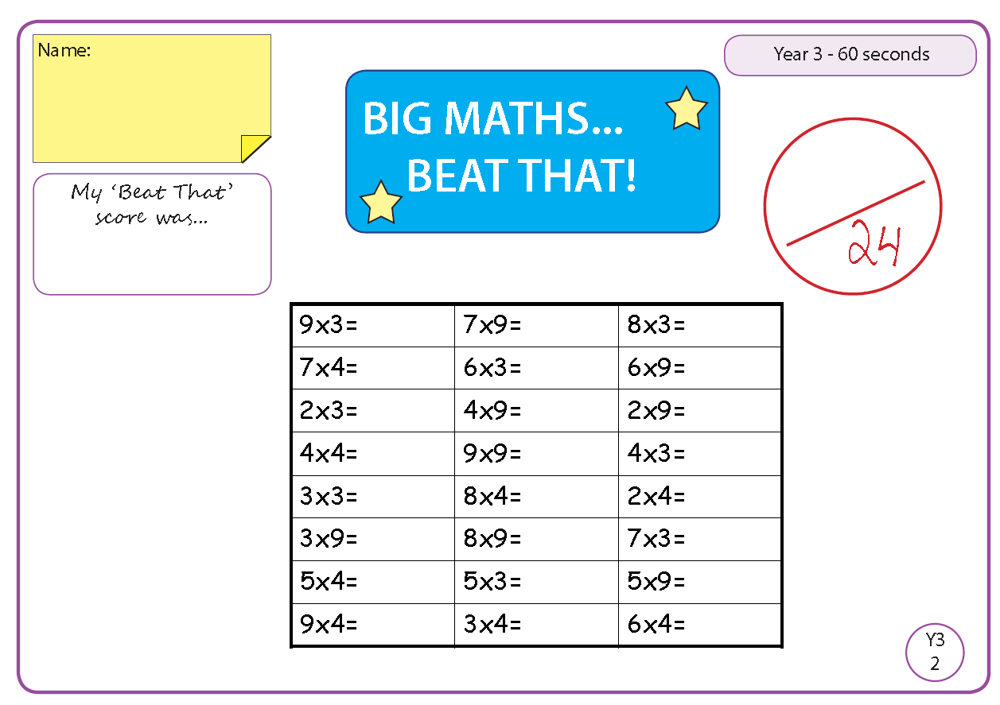 Name:
Year 3 - 60 seconds
BIG MATHS...
BEAT THAT!
My ‘Beat That’
score was...
24
9x3= 7x9= 8x3=
7x4= 6x3= 6x9=
2x3= 4x9= 2x9=
4x4= 9x9= 4x3=
3x3= 8x4= 2x4=
3x9= 8x9= 7x3=
5x4= 5x3= 5x9=
9x4= 3x4= 6x4=
Y3
2